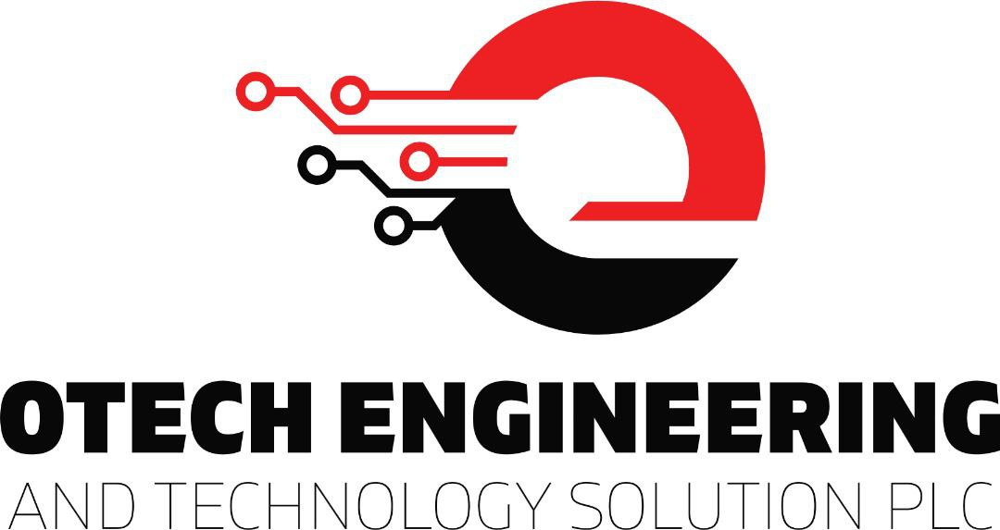 OTECH ENGINEERING
AND TECHNOLOGY SOLUTION PLC